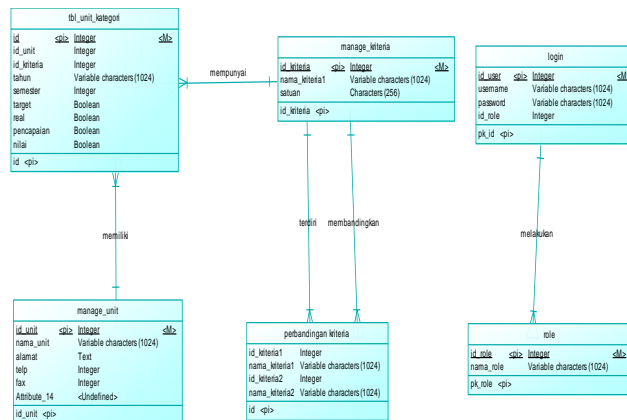 tbl_unit_kategori
id <pi> Integer <M>
id_unit Integer
id_kriteria Integer
tahun Variable characters (1024)
semester Integer
target Boolean
real Boolean
pencapaian Boolean
nilai Boolean
id <pi>
mempunyai
manage_kriteria
id_kriteria <pi> Integer <M>
nama_kriteria1 Variable characters (1024)
satuan Characters (256)
id_kriteria <pi>
login
id_user <pi> Integer <M>
username Variable characters (1024)
password Variable characters (1024)
id_role Integer
pk_id <pi>
memiliki
terdiri
membandingkan
melakukan
manage_unit
id_unit <pi> Integer <M>
nama_unit Variable characters (1024)
alamat Text
telp Integer
fax Integer
Attribute_14 <Undefined>
id_unit <pi>
perbandingan kriteria
id_kriteria1 Integer
nama_kriteria1 Variable characters (1024)
id_kriteria2 Integer
nama_kriteria2 Variable characters (1024)
id <pi>
role
id_role <pi> Integer <M>
nama_role Variable characters (1024)
pk_role <pi>